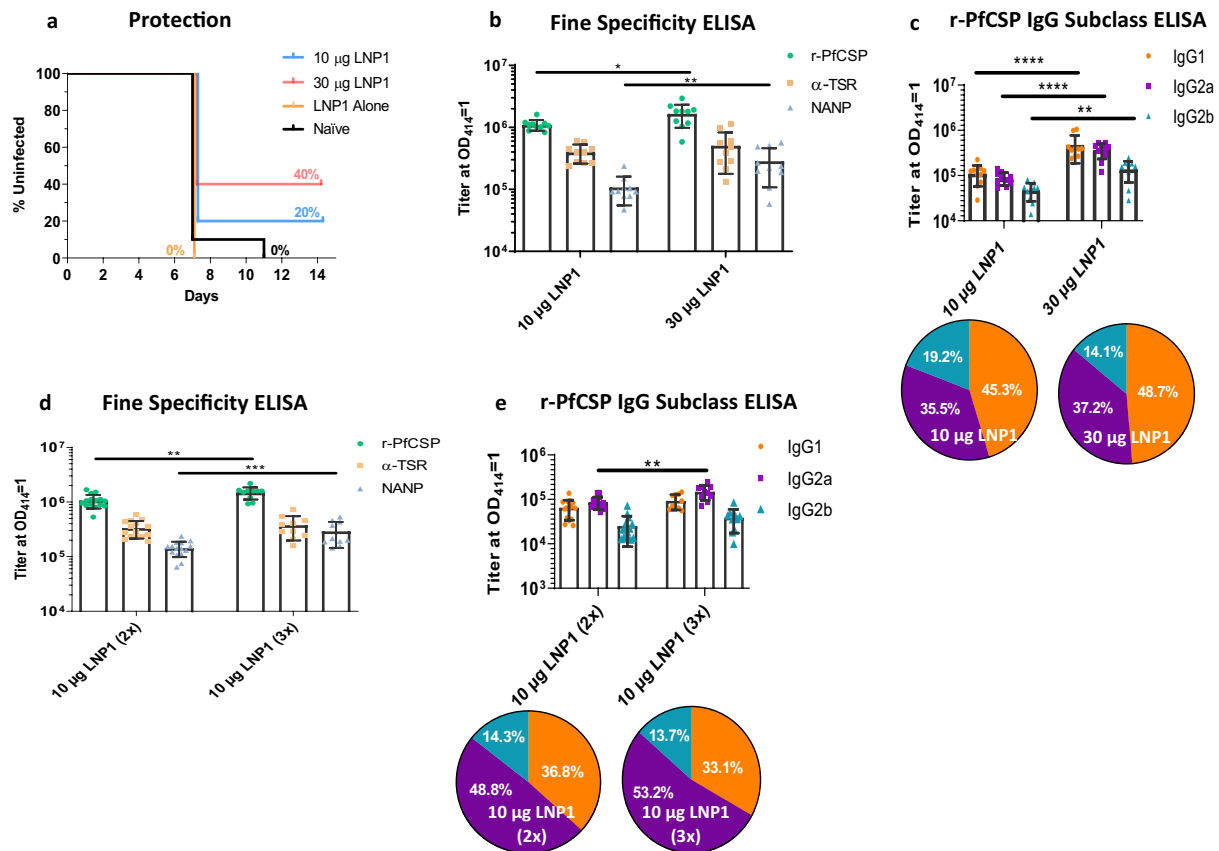 a
Protection
10 μg LNP1
30 μg LNP1
LNP1 Alone
Naïve
% Uninfected
100
80
60
40
20
0
40%
20%
0%
0%
0 2 4 6 8 10 12 14
Days
b
Fine Specificity ELISA
r-PfCSP
α-TSR
NANP
Titer at OD414=1
10^7
10^6
10^5
10^4
*
**
10 μg LNP1
30 μg LNP1
c
r-PfCSP IgG Subclass ELISA
IgG1
IgG2a
IgG2b
Titer at OD414=1
10^7
10^6
10^5
10^4
****
****
**
10 μg LNP1
30 μg LNP1
19.2%
45.3%
35.5%
10 μg LNP1
14.1%
48.7%
37.2%
30 μg LNP1
d
Fine Specificity ELISA
r-PfCSP
α-TSR
NANP
Titer at OD414=1
10^7
10^6
10^5
10^4
**
***
10 μg LNP1 (2x)
10 μg LNP1 (3x)
e
r-PfCSP IgG Subclass ELISA
IgG1
IgG2a
IgG2b
Titer at OD414=1
10^6
10^5
10^4
10^3
**
10 μg LNP1 (2x)
10 μg LNP1 (3x)
14.3%
36.8%
48.8%
10 μg LNP1
(2x)
13.7%
33.1%
53.2%
10 μg LNP1
(3x)